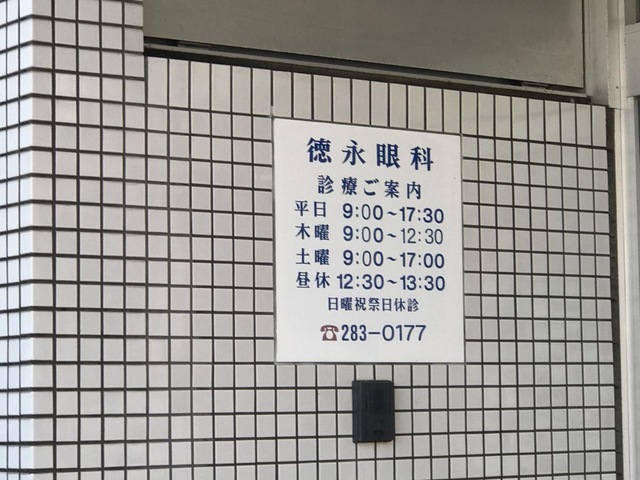 徳永眼科
診療ご案内
平日 9:00~17:30
木曜 9:00~12:30
土曜 9:00~17:00
昼休 12:30~13:30
日曜祝祭日休診
☎283-0177